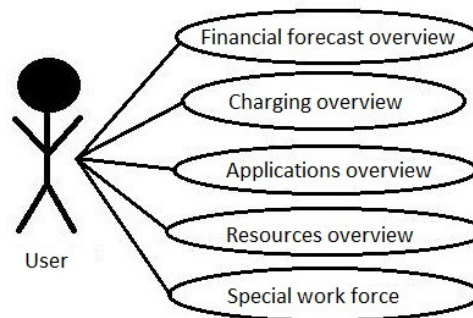 Financial forecast overview
Charging overview
Applications overview
Resources overview
User
Special work force